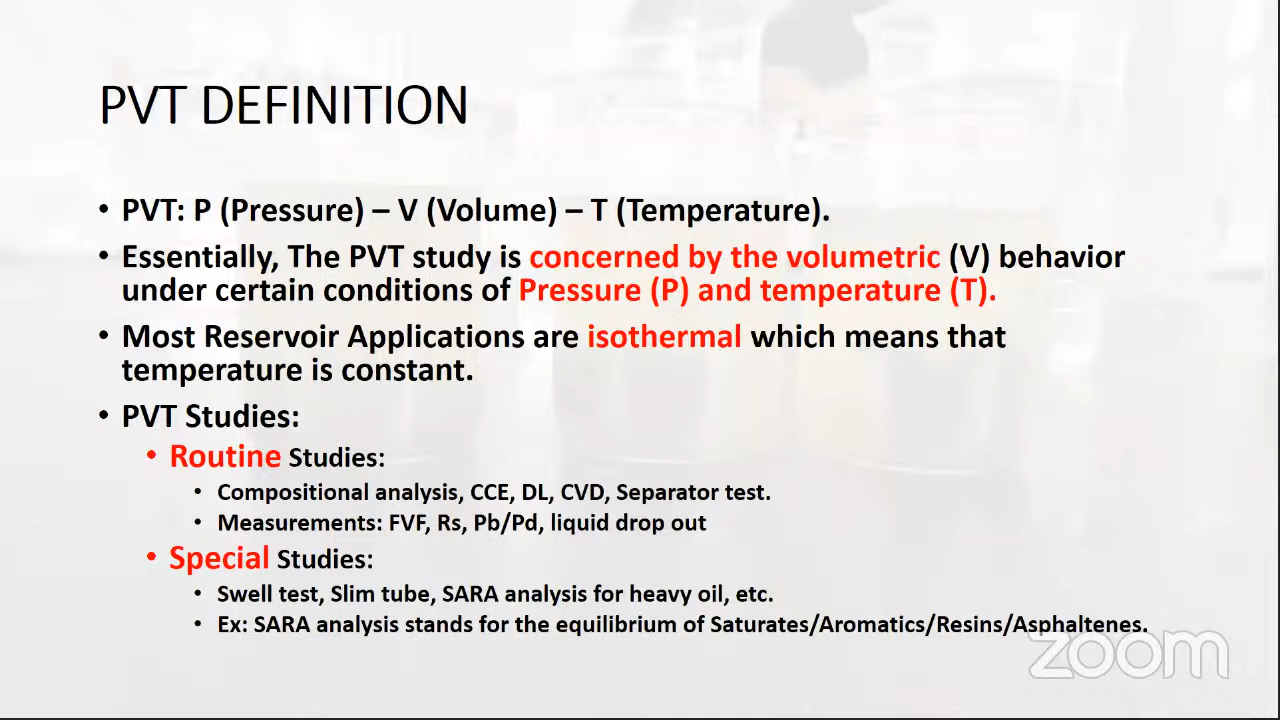 PVT DEFINITION
• PVT: P (Pressure) – V (Volume) – T (Temperature).
• Essentially, The PVT study is concerned by the volumetric (V) behavior
under certain conditions of Pressure (P) and temperature (T).
• Most Reservoir Applications are isothermal which means that
temperature is constant.
• PVT Studies:
• Routine Studies:
• Compositional analysis, CCE, DL, CVD, Separator test.
• Measurements: FVF, Rs, Pb/Pd, liquid drop out
• Special Studies:
• Swell test, Slim tube, SARA analysis for heavy oil, etc.
• Ex: SARA analysis stands for the equilibrium of Saturates/Aromatics/Resins/Asphaltenes.
zoom